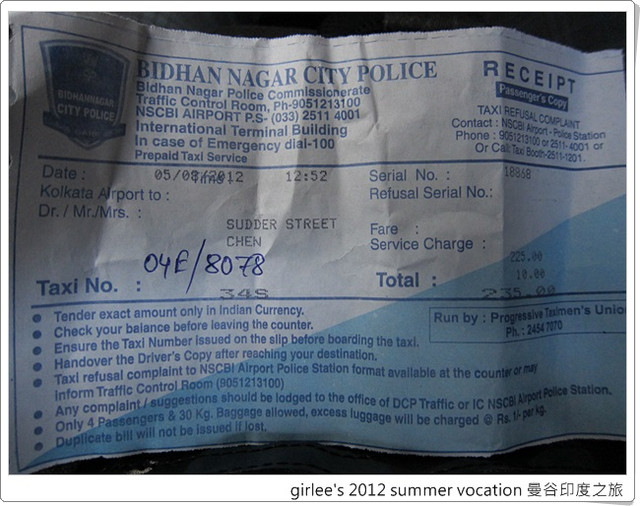 BIDHANNAGAR
CITY POLICE
BIDHAN NAGAR CITY POLICE
Bidhan Nagar Police Commissionerate
Traffic Control Room, Ph-9051213100
NSCBI AIRPORT P.S- (033) 2511 4001
International Terminal Building
In case of Emergency dial-100
Prepaid Taxi Service
RECEIPT
Passenger's Copy
TAXI REFUSAL COMPLAINT
Contact : NSCBI Airport - Police Station
Phone : 9051213100 or 2511-4001 or
Or Call: Taxi Booth-2511-1201.
Date : 05/08/2012 Time: 12:52 Serial No. : 18868
Kolkata Airport to : Refusal Serial No.:
Dr. / Mr./Mrs. :
SUDDER STREET Fare :
CHEN Service Charge :
225.00
04E/8078 10.00
Taxi No. : 34S Total : 235.00
Tender exact amount only in Indian Currency.
Check your balance before leaving the counter.
Ensure the Taxi Number issued on the slip before boarding the taxi.
Handover the Driver's Copy after reaching your destination.
Taxi refusal complaint to NSCBI Airport Police Station format available at the counter or may
Inform Traffic Control Room (9051213100)
Any complaint / suggestions should be lodged to the office of DCP Traffic or IC NSCBI Airport Police Station.
Only 4 Passengers & 30 Kg. Baggage allowed, excess luggage will be charged @ Rs. 1/- per kg.
Duplicate bill will not be issued if lost.
Run by : Progressive Taximen's Unio
Ph. : 2454 7070
girlee's 2012 summer vocation 曼谷印度之旅